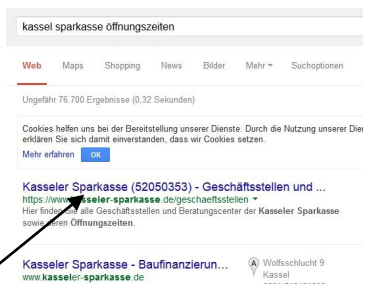 kassel sparkasse öffnungszeiten
Web Maps Shopping News Bilder Mehr Suchoptionen
Ungefähr 76.700 Ergebnisse (0,32 Sekunden)
Cookies helfen uns bei der Bereitstellung unserer Dienste. Durch die Nutzung unserer Dien
erklären Sie sich damit einverstanden, dass wir Cookies setzen.
Mehr erfahren OK
Kasseler Sparkasse (52050353) - Geschäftsstellen und ...
https://www.kasseler-sparkasse.de/geschaeftsstellen
Hier finden Sie alle Geschäftsstellen und Beratungscenter der Kasseler Sparkasse
sowie deren Öffnungszeiten.
Kasseler Sparkasse - Baufinanzierun... A Wolfsschlucht 9
www.kasseler-sparkasse.de Kassel